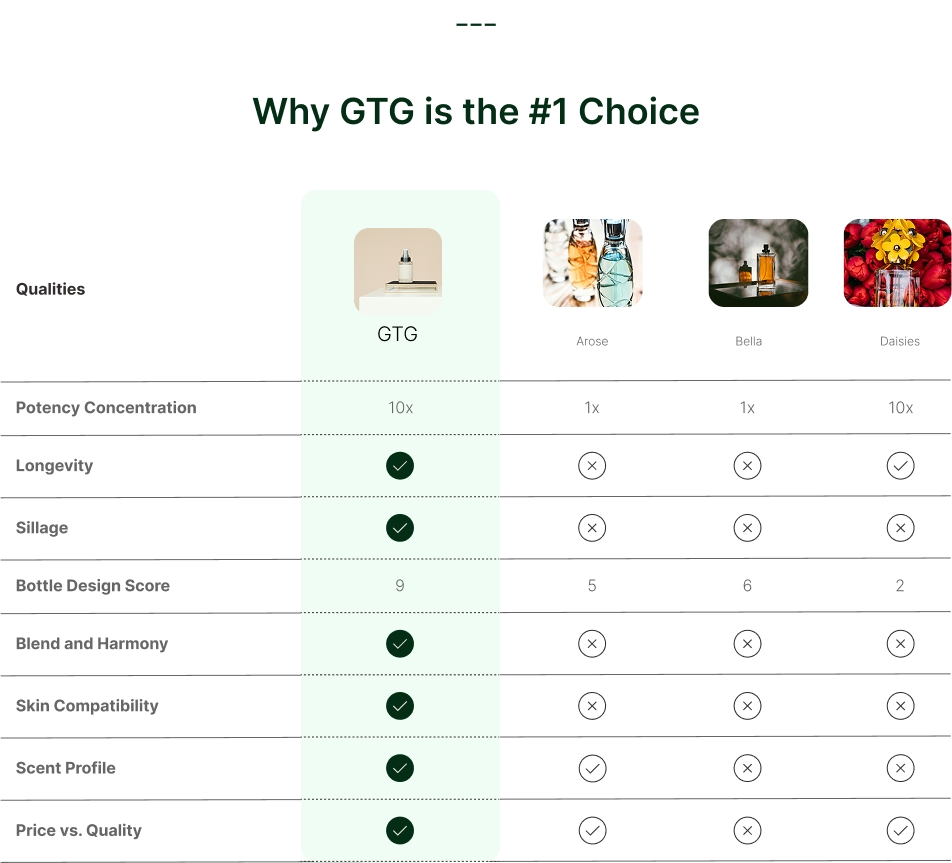 Why GTG is the #1 Choice
Qualities
GTG
Arose
Bella
Daisies
Potency Concentration 10x 1x 1x 10x
Longevity
Sillage
Bottle Design Score 9 5 6 2
Blend and Harmony
Skin Compatibility
Scent Profile
Price vs. Quality